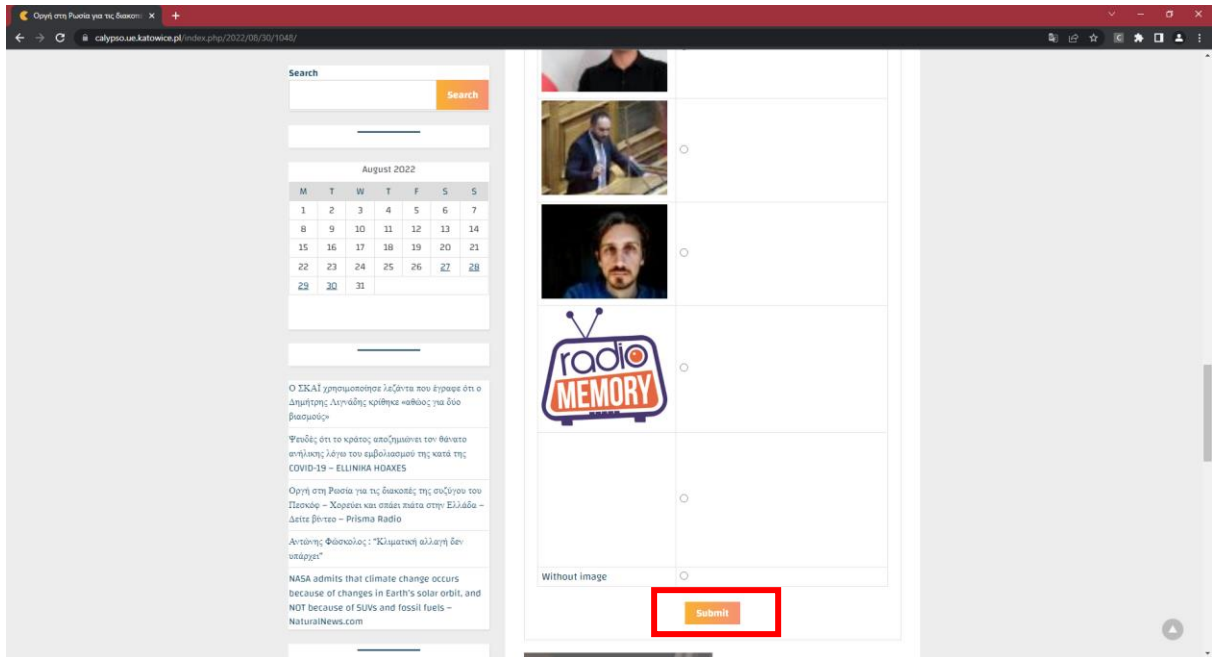 Οργή στη Ρωσία για τις διακοπ
calypso.ue.katowice.pl/index.php/2022/08/30/1048/
Search
Search
August 2022
M T W T F S S
1 2 3 4 5 6 7
8 9 10 11 12 13 14
15 16 17 18 19 20 21
22 23 24 25 26 27 28
29 30 31
Ο ΣΚΑΪ χρησιμοποίησε λεζάντα που έγραφε ότι ο
Δημήτρης Λιγνάδης κρίθηκε «αθώος για δύο
βιασμούς»
Ψευδές ότι το κράτος αποζημιώνει τον θάνατο
ανήλικης λόγω του εμβολιασμού της κατά της
COVID-19 – ELLINIKA HOAXES
Οργή στη Ρωσία για τις διακοπές της συζύγου του
Πεσκόφ – Χορεύει και σπάει πιάτα στην Ελλάδα –
Δείτε βίντεο – Prisma Radio
Αντώνης Φώσκολος : "Κλιματική αλλαγή δεν
υπάρχει"
NASA admits that climate change occurs
because of changes in Earth's solar orbit, and
NOT because of SUVs and fossil fuels –
NaturalNews.com
radio
MEMORY
Without image
Submit